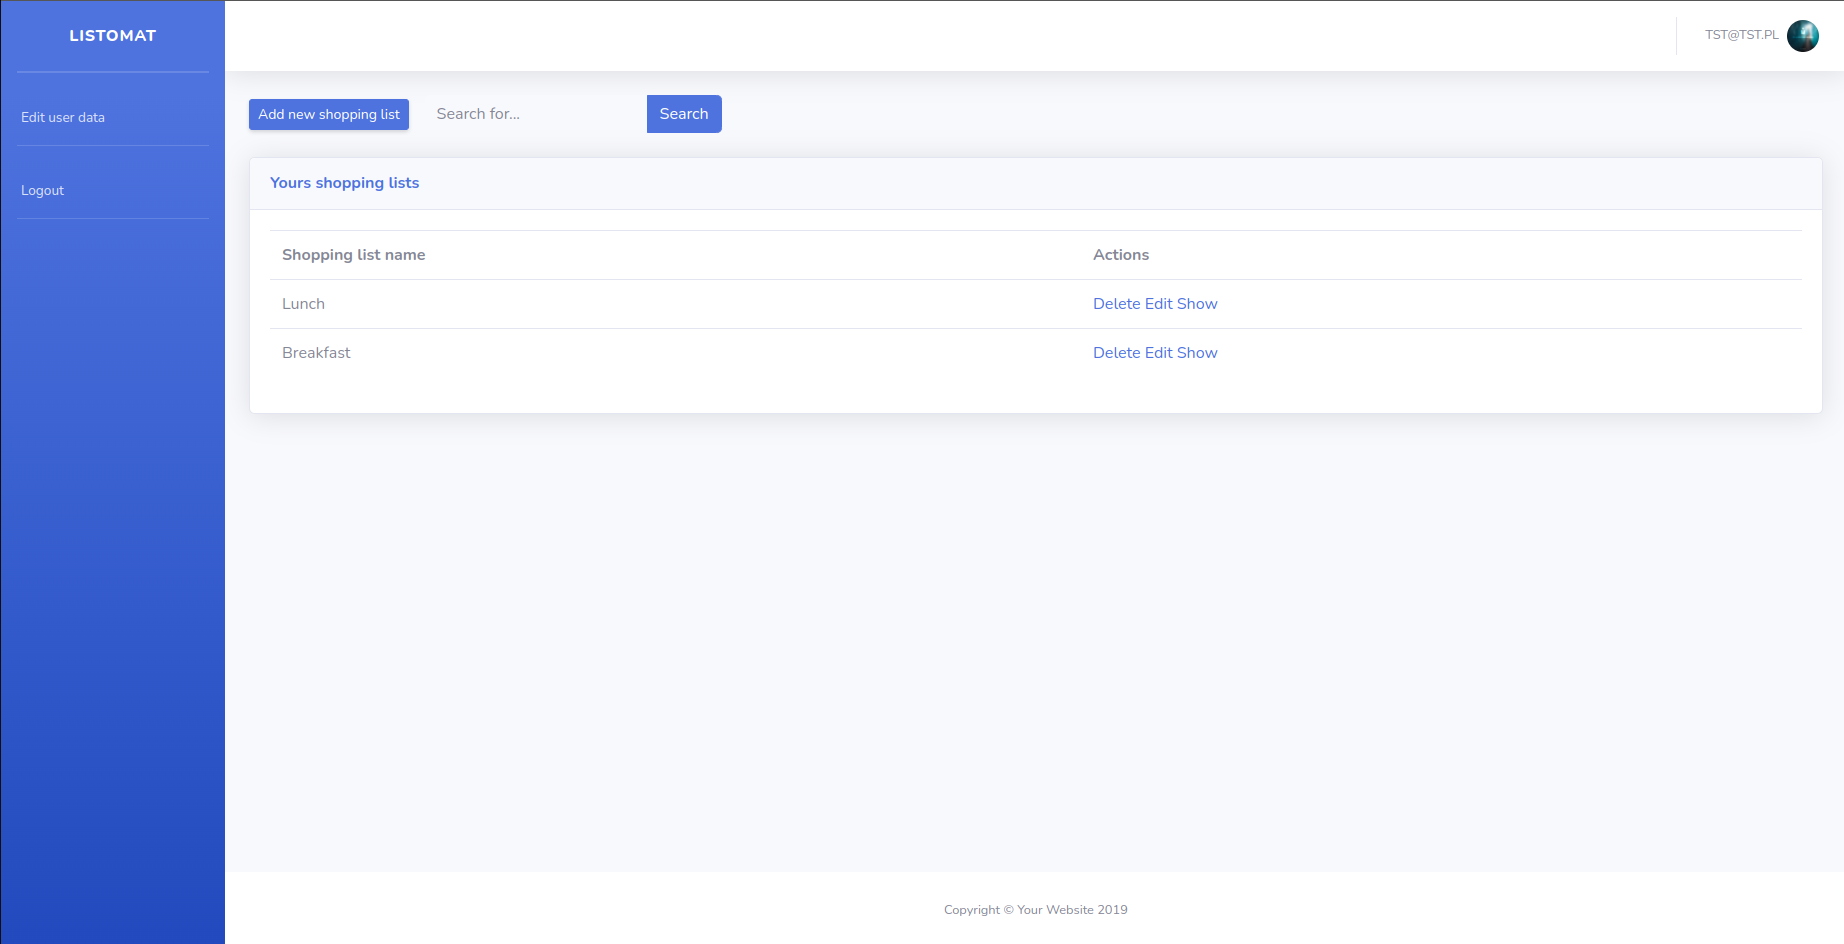 LISTOMAT
TST@TST.PL
Edit user data
Logout
Add new shopping list Search for... Search
Yours shopping lists
Shopping list name Actions
Lunch Delete Edit Show
Breakfast Delete Edit Show
Copyright © Your Website 2019